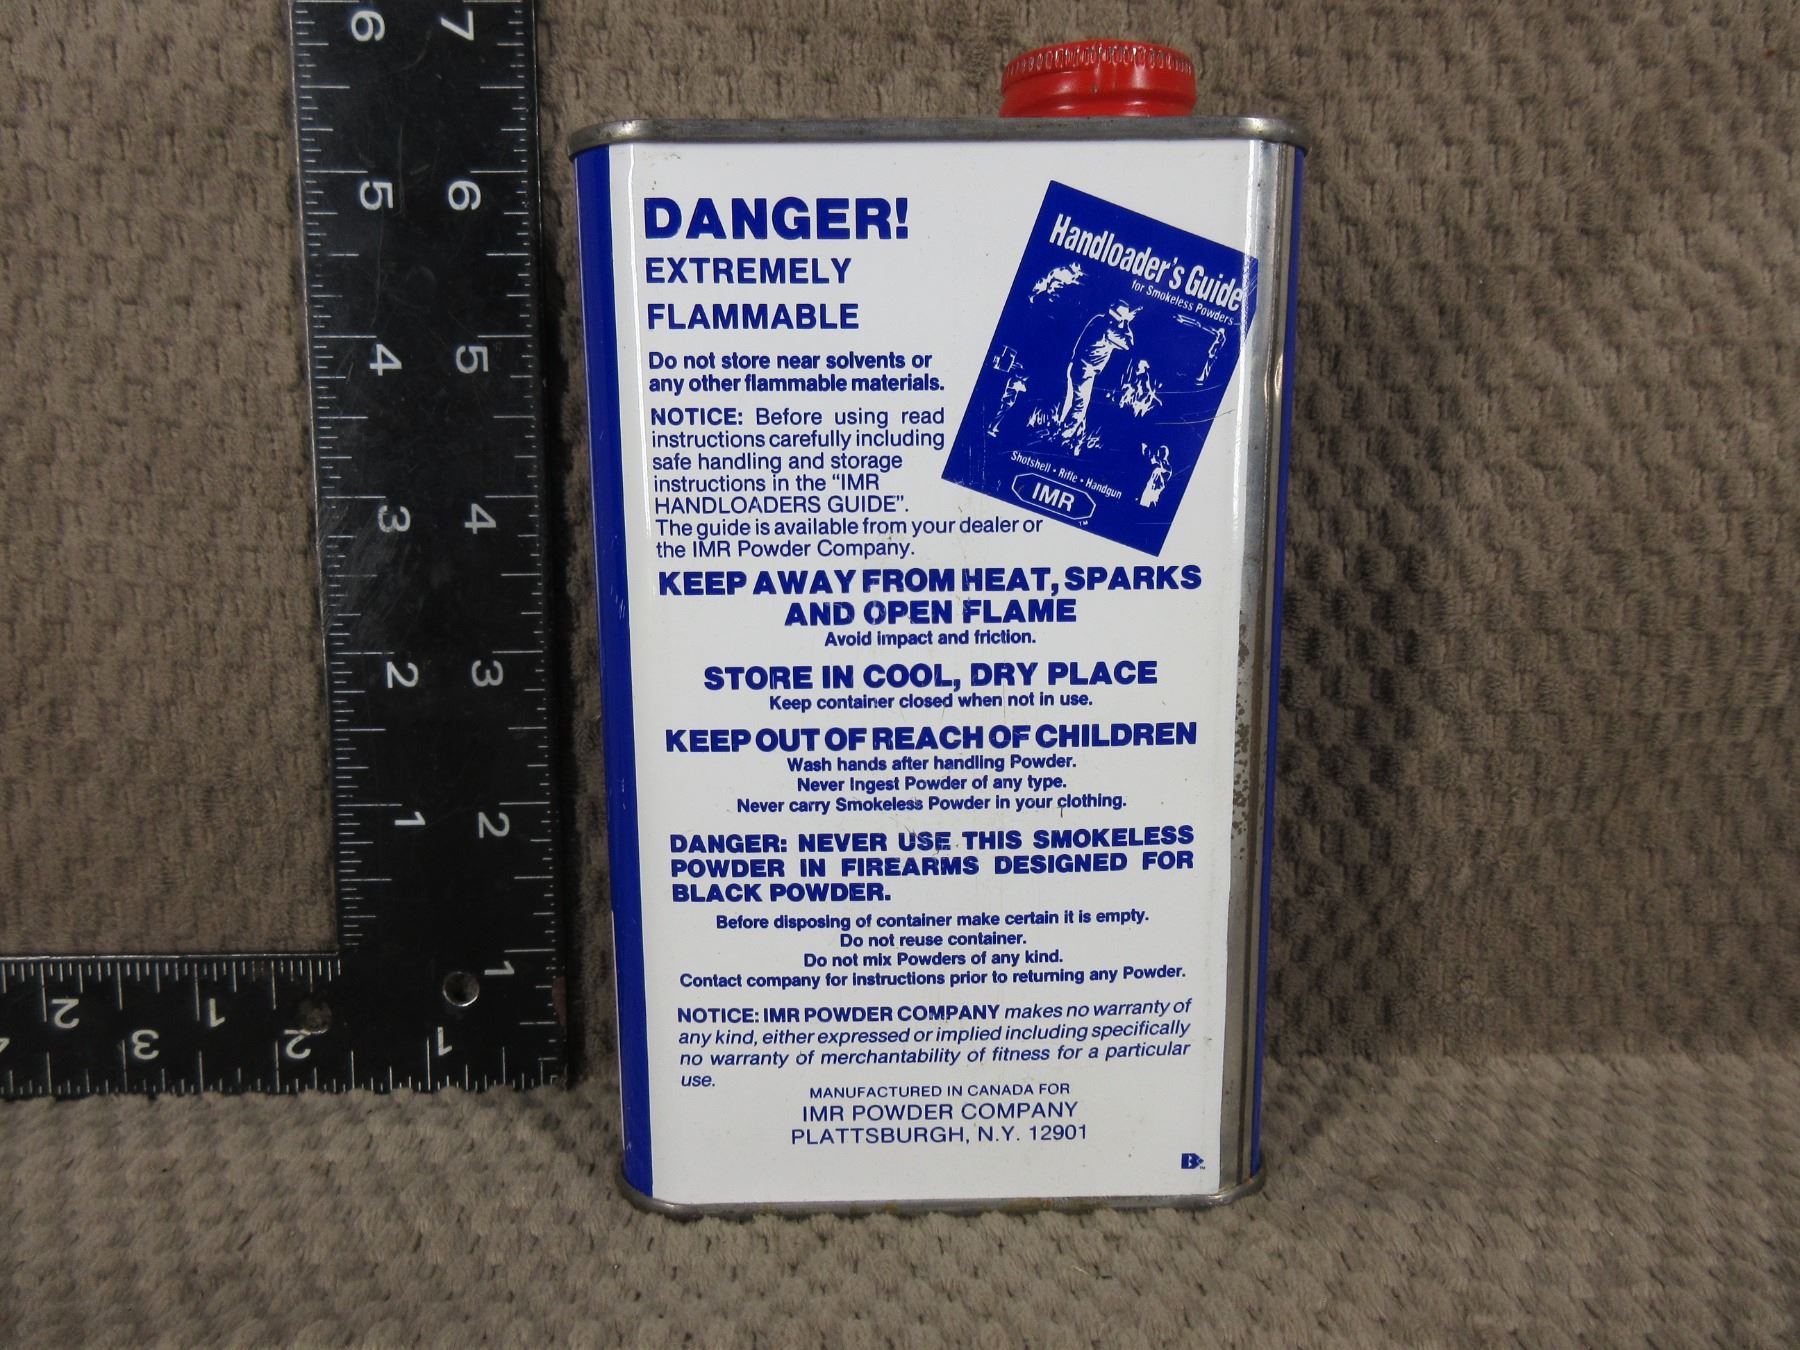 DANGER!
EXTREMELY
FLAMMABLE
Do not store near solvents or
any other flammable materials.
NOTICE: Before using read
instructions carefully including
safe handling and storage
instructions in the “IMR
HANDLOADERS GUIDE”.
The guide is available from your dealer or
the IMR Powder Company.
Handloader's Guide
for Smokeless Powders
Shotshell • Rifle • Handgun
IMR
TM
KEEP AWAY FROM HEAT, SPARKS
AND OPEN FLAME
Avoid impact and friction.
STORE IN COOL, DRY PLACE
Keep container closed when not in use.
KEEP OUT OF REACH OF CHILDREN
Wash hands after handling Powder.
Never Ingest Powder of any type.
Never carry Smokeless Powder in your clothing.
DANGER: NEVER USE THIS SMOKELESS
POWDER IN FIREARMS DESIGNED FOR
BLACK POWDER.
Before disposing of container make certain it is empty.
Do not reuse container.
Do not mix Powders of any kind.
Contact company for instructions prior to returning any Powder.
NOTICE: IMR POWDER COMPANY makes no warranty of
any kind, either expressed or implied including specifically
no warranty of merchantability of fitness for a particular
use.
MANUFACTURED IN CANADA FOR
IMR POWDER COMPANY
PLATTSBURGH, N.Y. 12901
6 7
5 6
4 5
3 4
2 3
1 2
1
2 1
4 3 2 1